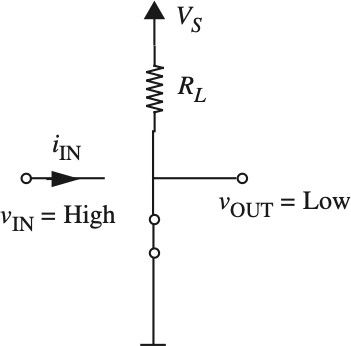 V_S
R_L
i_IN
v_IN = High
v_OUT = Low